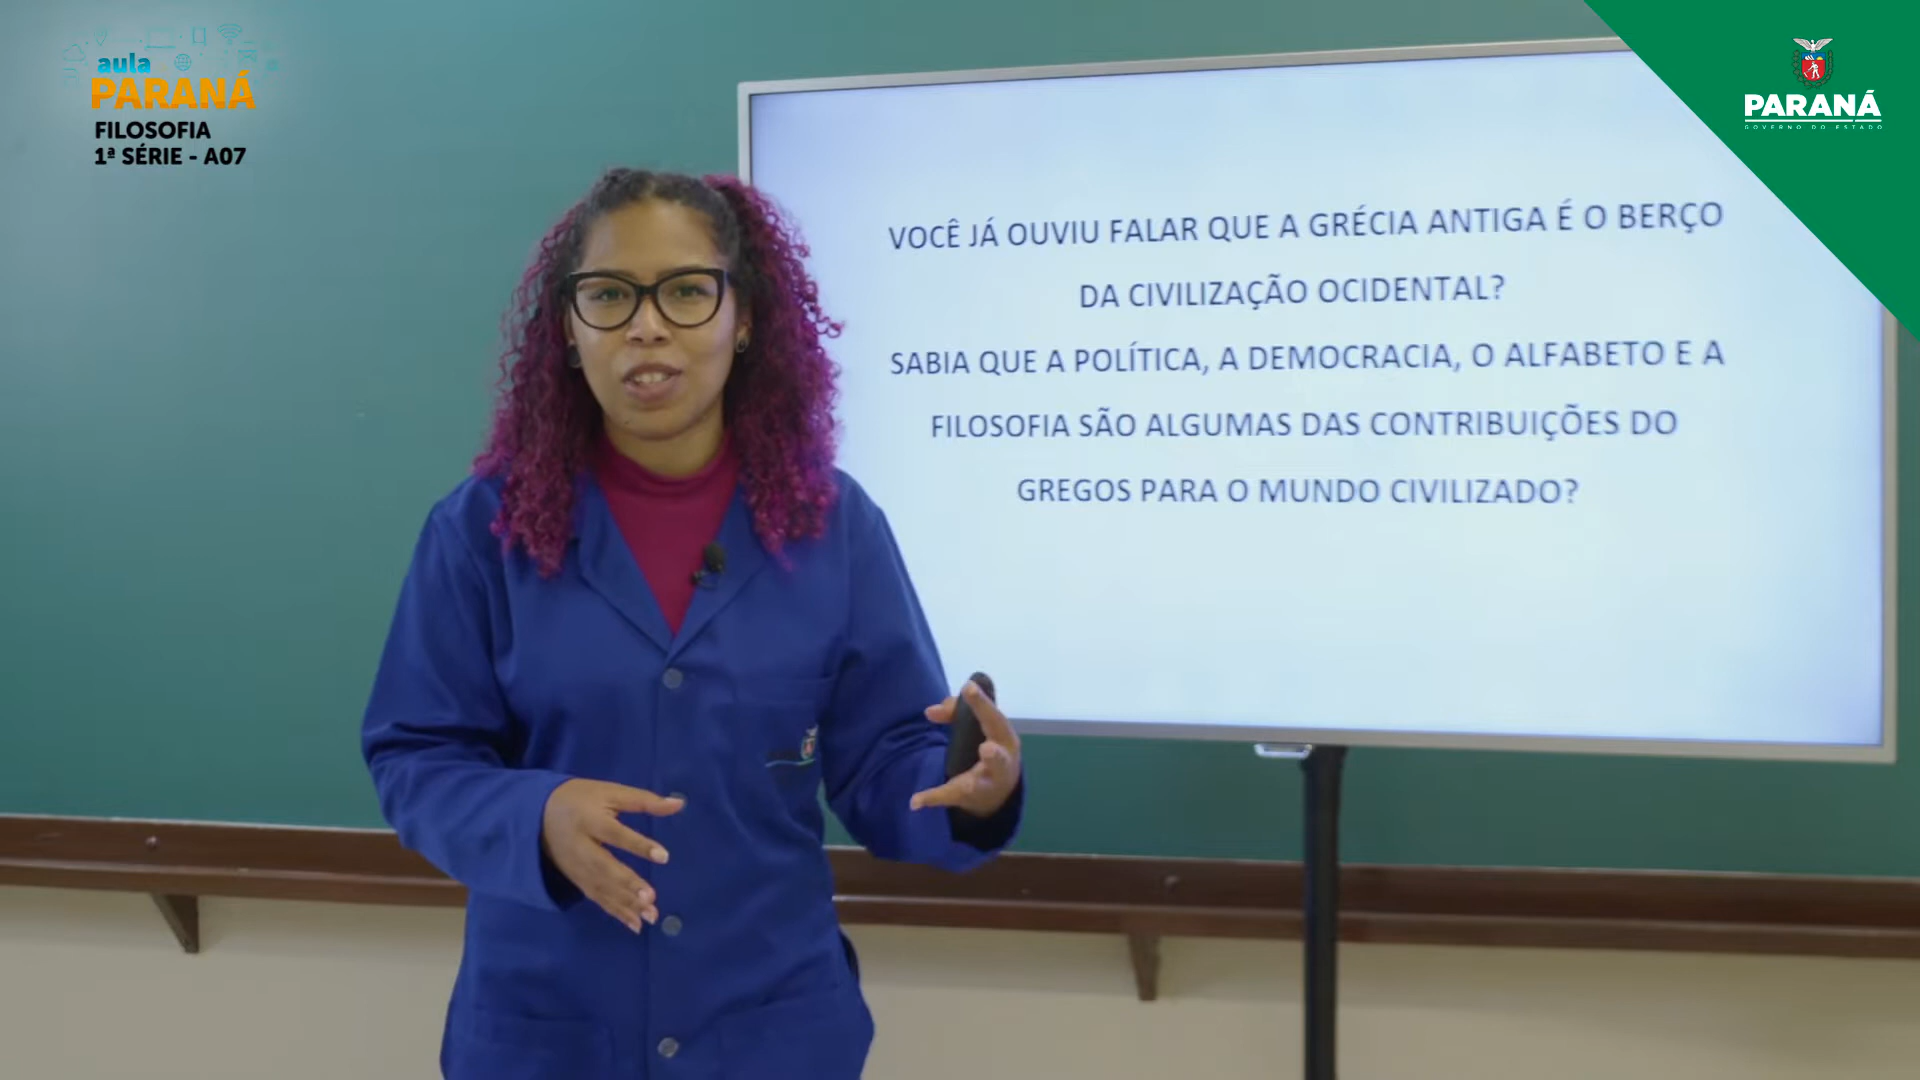 aula
PARANÁ
FILOSOFIA
1ª SÉRIE - A07
PARANÁ
GOVERNO DO ESTADO
VOCÊ JÁ OUVIU FALAR QUE A GRÉCIA ANTIGA É O BERÇO
DA CIVILIZAÇÃO OCIDENTAL?
SABIA QUE A POLÍTICA, A DEMOCRACIA, O ALFABETO E A
FILOSOFIA SÃO ALGUMAS DAS CONTRIBUIÇÕES DO
GREGOS PARA O MUNDO CIVILIZADO?